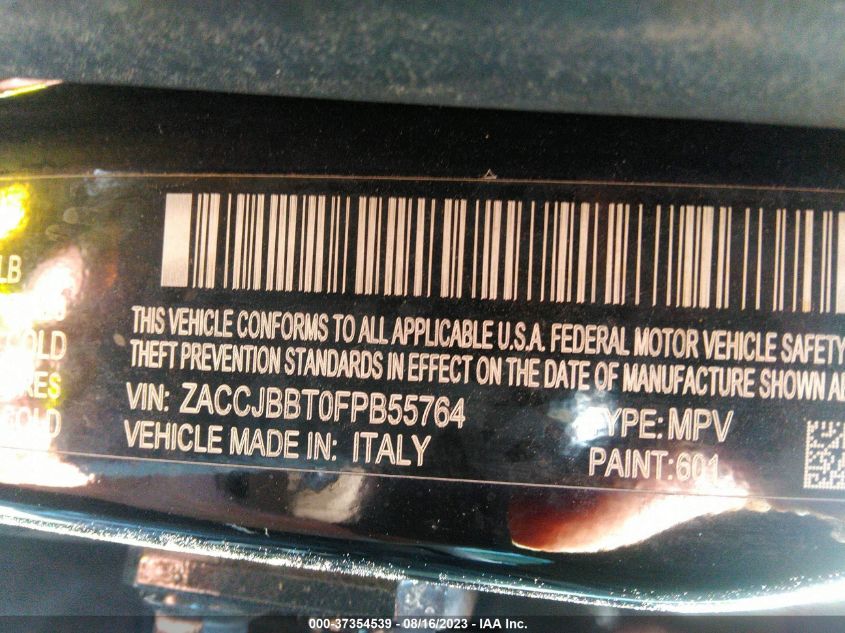 LB
OLD
RES
OLD
THIS VEHICLE CONFORMS TO ALL APPLICABLE U.S.A. FEDERAL MOTOR VEHICLE SAFETY
THEFT PREVENTION STANDARDS IN EFFECT ON THE DATE OF MANUFACTURE SHOWN A
VIN: ZACCJBBT0FPB55764
TYPE: MPV
VEHICLE MADE IN: ITALY
PAINT: 601
000-37354539 - 08/16/2023 - IAA Inc.